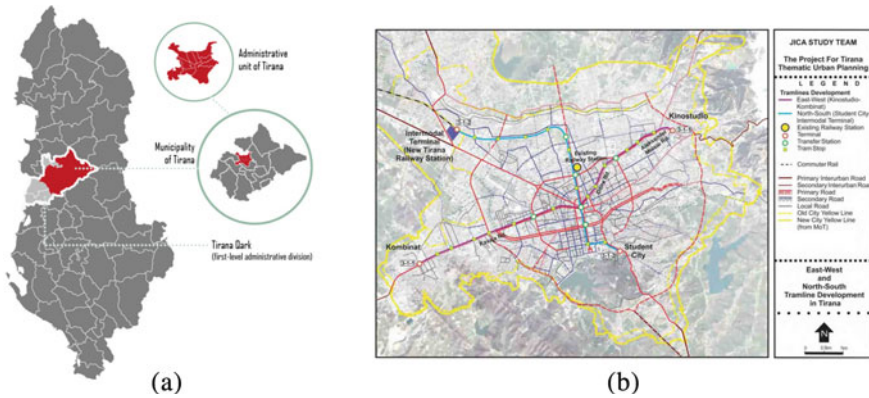 Administrative
unit of Tirana
Municipality
of Tirana
Tirana Qark
(first-level administrative division)
(a)
Intermodal
Terminal
(New Tirana
Railway Station)
Kinostudio
Existing
Railway Station
Kombinat
Student
City
JICA STUDY TEAM
The Project For Tirana
Thematic Urban Planning
LEGEND
Tramlines Development
East-West (Kinostudio-
Kombinat)
North-South (Student City-
Intermodal Terminal)
Existing Railway Station
Terminal
Transfer Station
Tram Stop
Commuter Rail
Primary Interurban Road
Secondary Interurban Road
Primary Road
Secondary Road
Local Road
Old City Yellow Line
New City Yellow Line
(from MoT)
East-West
and
North-South
Tramline Development
in Tirana
N
(b)